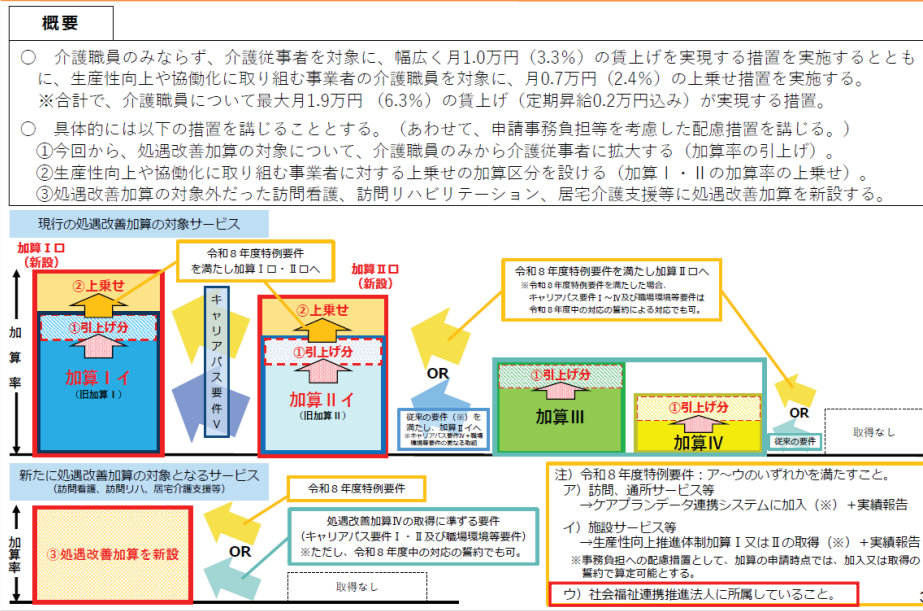 概要
○ 介護職員のみならず、介護従事者を対象に、幅広く月1.0万円（3.3%）の賃上げを実現する措置を実施するととも
に、生産性向上や協働化に取り組む事業者の介護職員を対象に、月0.7万円（2.4%）の上乗せ措置を実施する。
※合計で、介護職員について最大月1.9万円 （6.3%）の賃上げ（定期昇給0.2万円込み）が実現する措置。
○ 具体的には以下の措置を講じることとする。（あわせて、申請事務負担等を考慮した配慮措置を講じる。）
①今回から、処遇改善加算の対象について、介護職員のみから介護従事者に拡大する（加算率の引上げ）。
②生産性向上や協働化に取り組む事業者に対する上乗せの加算区分を設ける（加算Ⅰ・Ⅱの加算率の上乗せ）。
③処遇改善加算の対象外だった訪問看護、訪問リハビリテーション、居宅介護支援等に処遇改善加算を新設する。
現行の処遇改善加算の対象サービス
加算Ⅰロ
（新設）
令和８年度特例要件
を満たし加算Ⅰロ・Ⅱロへ
加算Ⅱロ
（新設）
令和８年度特例要件を満たし加算Ⅱロへ
※令和８年度特例要件を満たした場合、
キャリアパス要件Ⅰ～Ⅳ及び職場環境等要件は
令和８年度中の対応の誓約による対応でも可。
加算率
②上乗せ
①引上げ分
加算Ⅰイ
（旧加算Ⅰ）
キャリアパス要件Ⅴ
②上乗せ
①引上げ分
加算Ⅱイ
（旧加算Ⅱ）
OR
従来の要件（※）を
満たし、加算Ⅱイへ
※キャリアパス要件Ⅳ＋職場
環境等要件の更なる取組
①引上げ分
加算Ⅲ
①引上げ分
加算Ⅳ
OR
従来の要件
取得なし
新たに処遇改善加算の対象となるサービス
（訪問看護、訪問リハ、居宅介護支援等）
加算率
③処遇改善加算を新設
令和８年度特例要件
OR
処遇改善加算Ⅳの取得に準ずる要件
（キャリアパス要件Ⅰ・Ⅱ及び職場環境等要件）
※ただし、令和８年度中の対応の誓約でも可。
取得なし
注）令和８年度特例要件：ア～ウのいずれかを満たすこと。
ア）訪問、通所サービス等
→ケアプランデータ連携システムに加入（※）＋実績報告
イ）施設サービス等
→生産性向上推進体制加算Ⅰ又はⅡの取得（※）＋実績報告
※事務負担への配慮措置として、加算の申請時点では、加入又は取得の
誓約で算定可能とする。
ウ）社会福祉連携推進法人に所属していること。